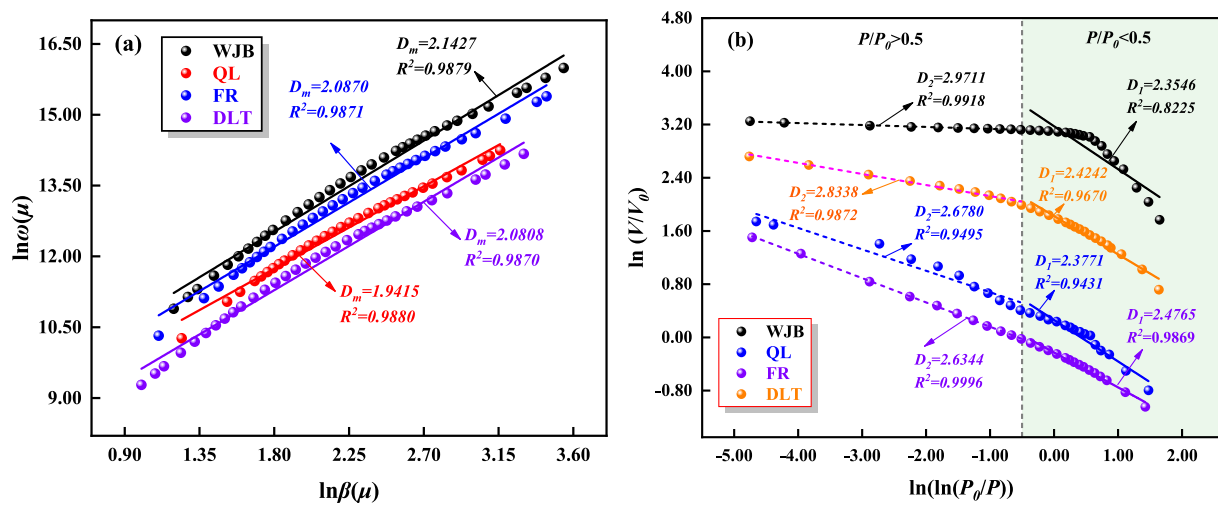 (a)
WJB
QL
FR
DLT
Dm=2.1427
R²=0.9879
Dm=2.0870
R²=0.9871
Dm=2.0808
R²=0.9870
Dm=1.9415
R²=0.9880
16.50
15.00
13.50
12.00
10.50
9.00
lnω(μ)
0.90 1.35 1.80 2.25 2.70 3.15 3.60
lnβ(μ)
(b)
P/P0>0.5
P/P0<0.5
D2=2.9711
R²=0.9918
D1=2.3546
R²=0.8225
D2=2.8338
R²=0.9872
D1=2.4242
R²=0.9670
D2=2.6780
R²=0.9495
D1=2.3771
R²=0.9431
D2=2.6344
R²=0.9996
D1=2.4765
R²=0.9869
WJB
QL
FR
DLT
4.80
3.20
1.60
0.00
-0.80
ln (V/V0)
-5.00 -4.00 -3.00 -2.00 -1.00 0.00 1.00 2.00
ln(ln(P0/P))